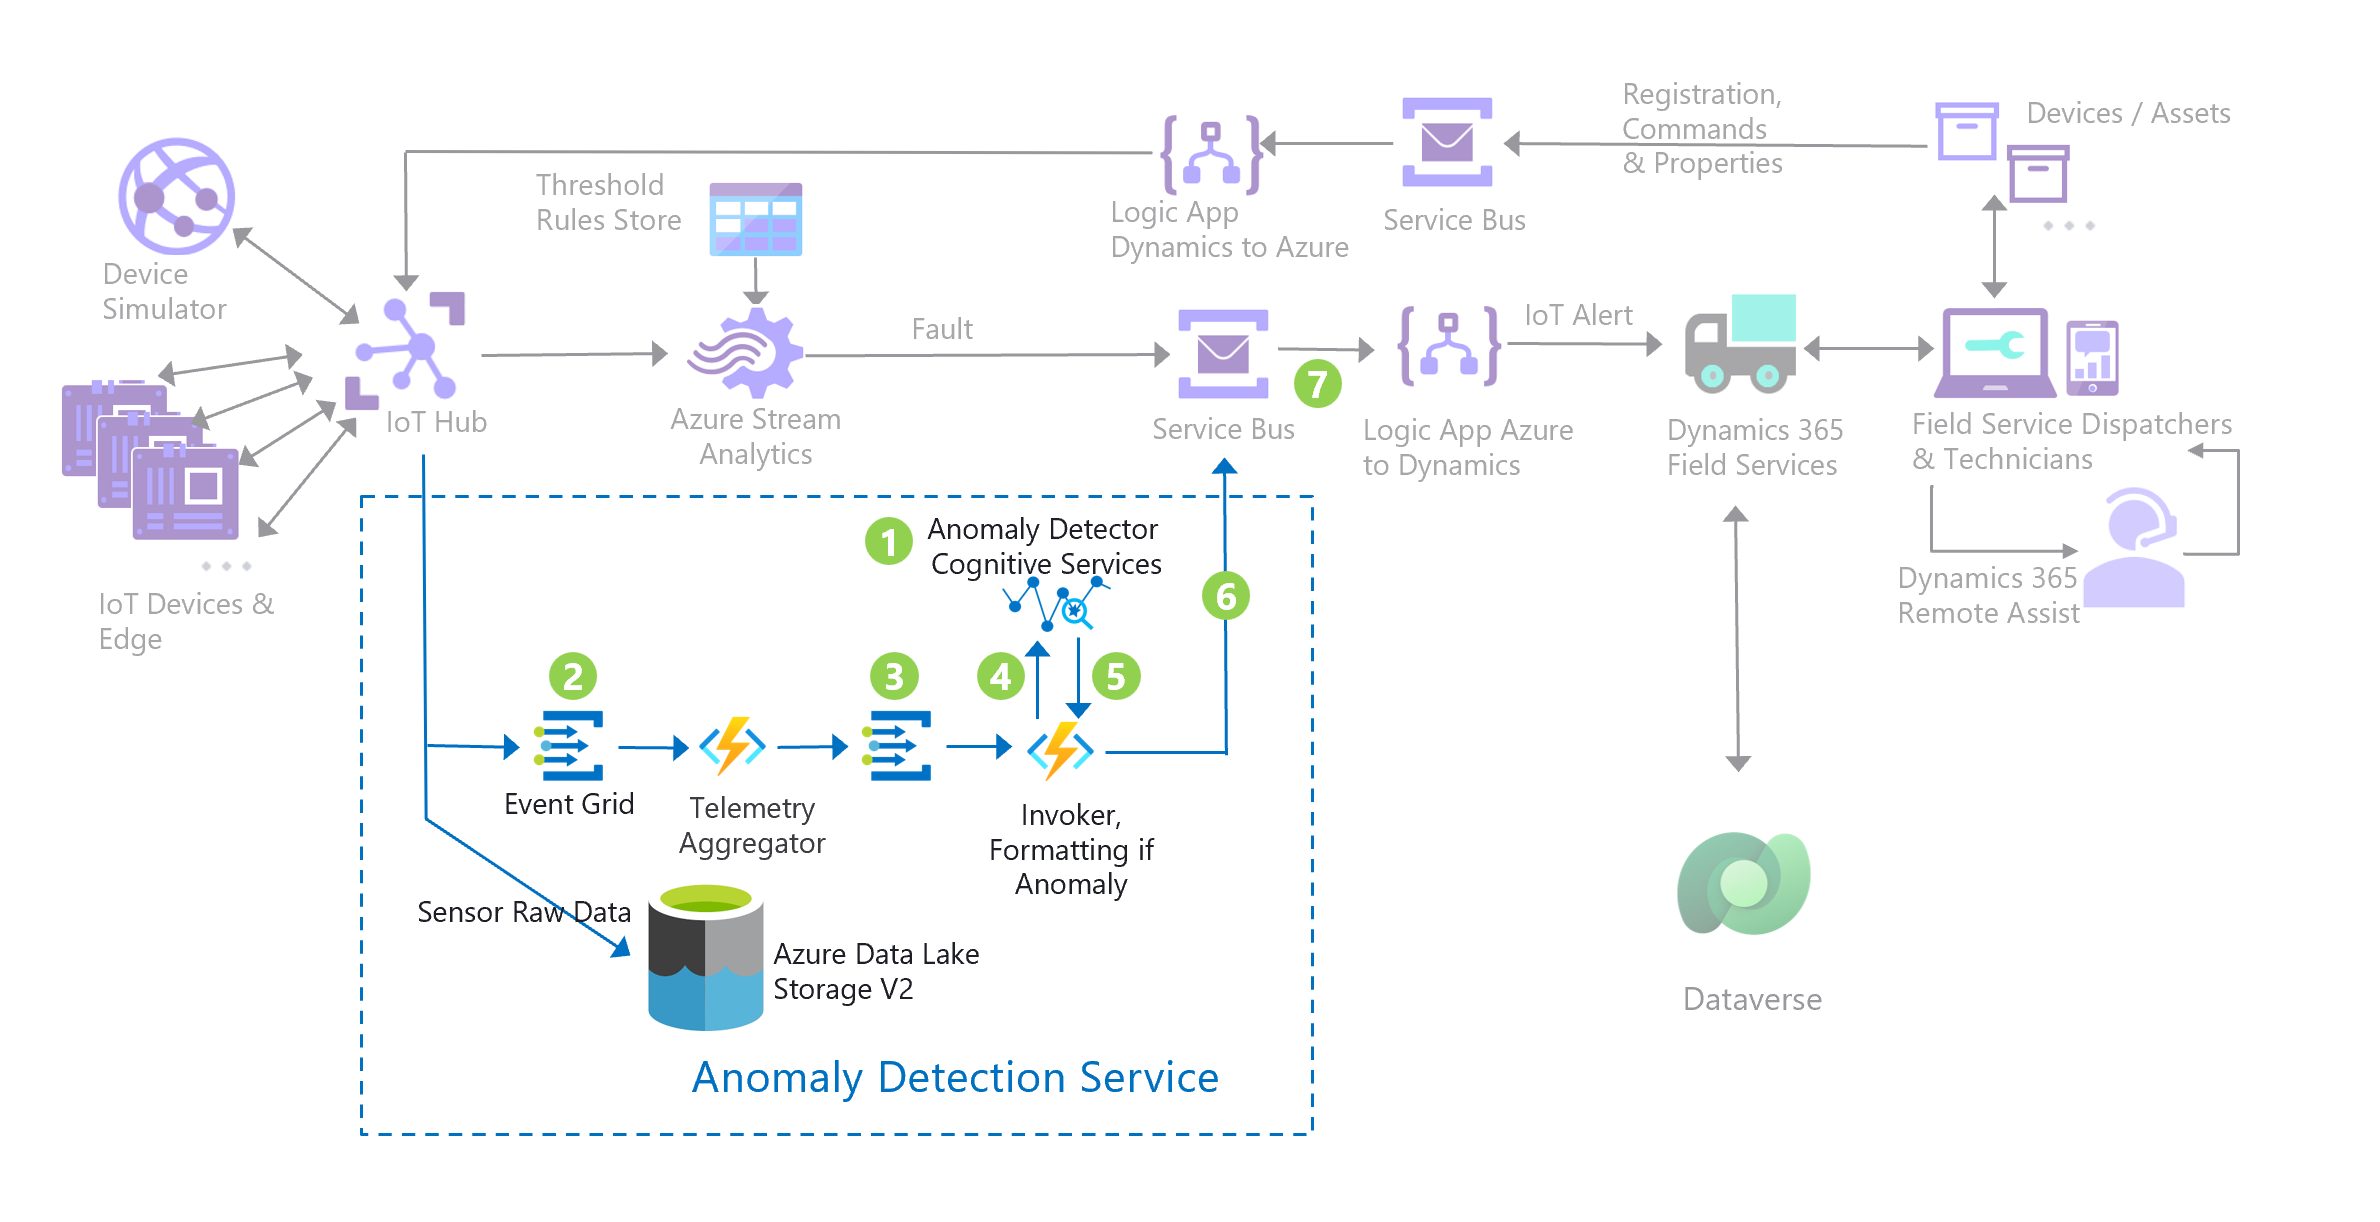 Registration,
Commands
& Properties
Devices / Assets
Threshold
Rules Store
Logic App
Dynamics to Azure
Service Bus
Device
Simulator
Fault
IoT Alert
7
IoT Hub
Azure Stream
Analytics
Service Bus
Logic App Azure
to Dynamics
Dynamics 365
Field Services
Field Service Dispatchers
& Technicians
1
Anomaly Detector
Cognitive Services
6
IoT Devices &
Edge
Dynamics 365
Remote Assist
2
3
4
5
Event Grid
Telemetry
Aggregator
Invoker,
Formatting if
Anomaly
Sensor Raw Data
Azure Data Lake
Storage V2
Dataverse
Anomaly Detection Service